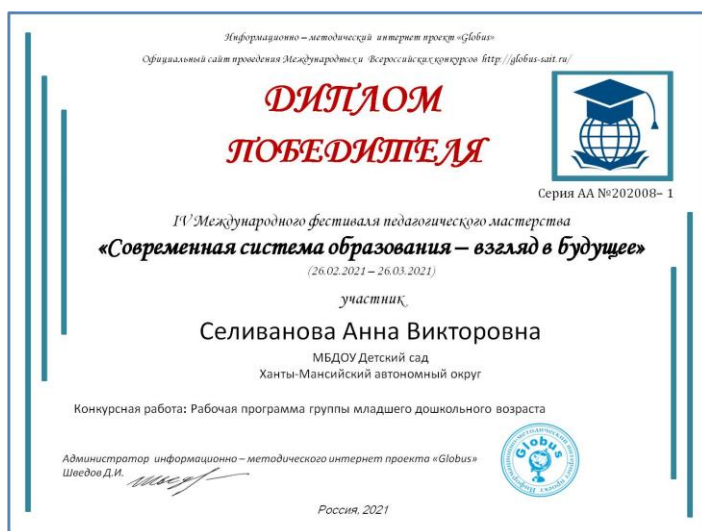 Информационно – методический интернет проект «Globus»
Официальный сайт проведения Международных и Всероссийских конкурсов http://globus-sait.ru/
ДИПЛОМ
ПОБЕДИТЕЛЯ
Серия АА №202008– 1
IV Международного фестиваля педагогического мастерства
«Современная система образования – взгляд в будущее»
(26.02.2021 – 26.03.2021)
участник
Селиванова Анна Викторовна
МБДОУ Детский сад
Ханты-Мансийский автономный округ
Конкурсная работа: Рабочая программа группы младшего дошкольного возраста
Администратор информационно – методического интернет проекта «Globus»
Шведов Д.И.
Globus
Россия, 2021